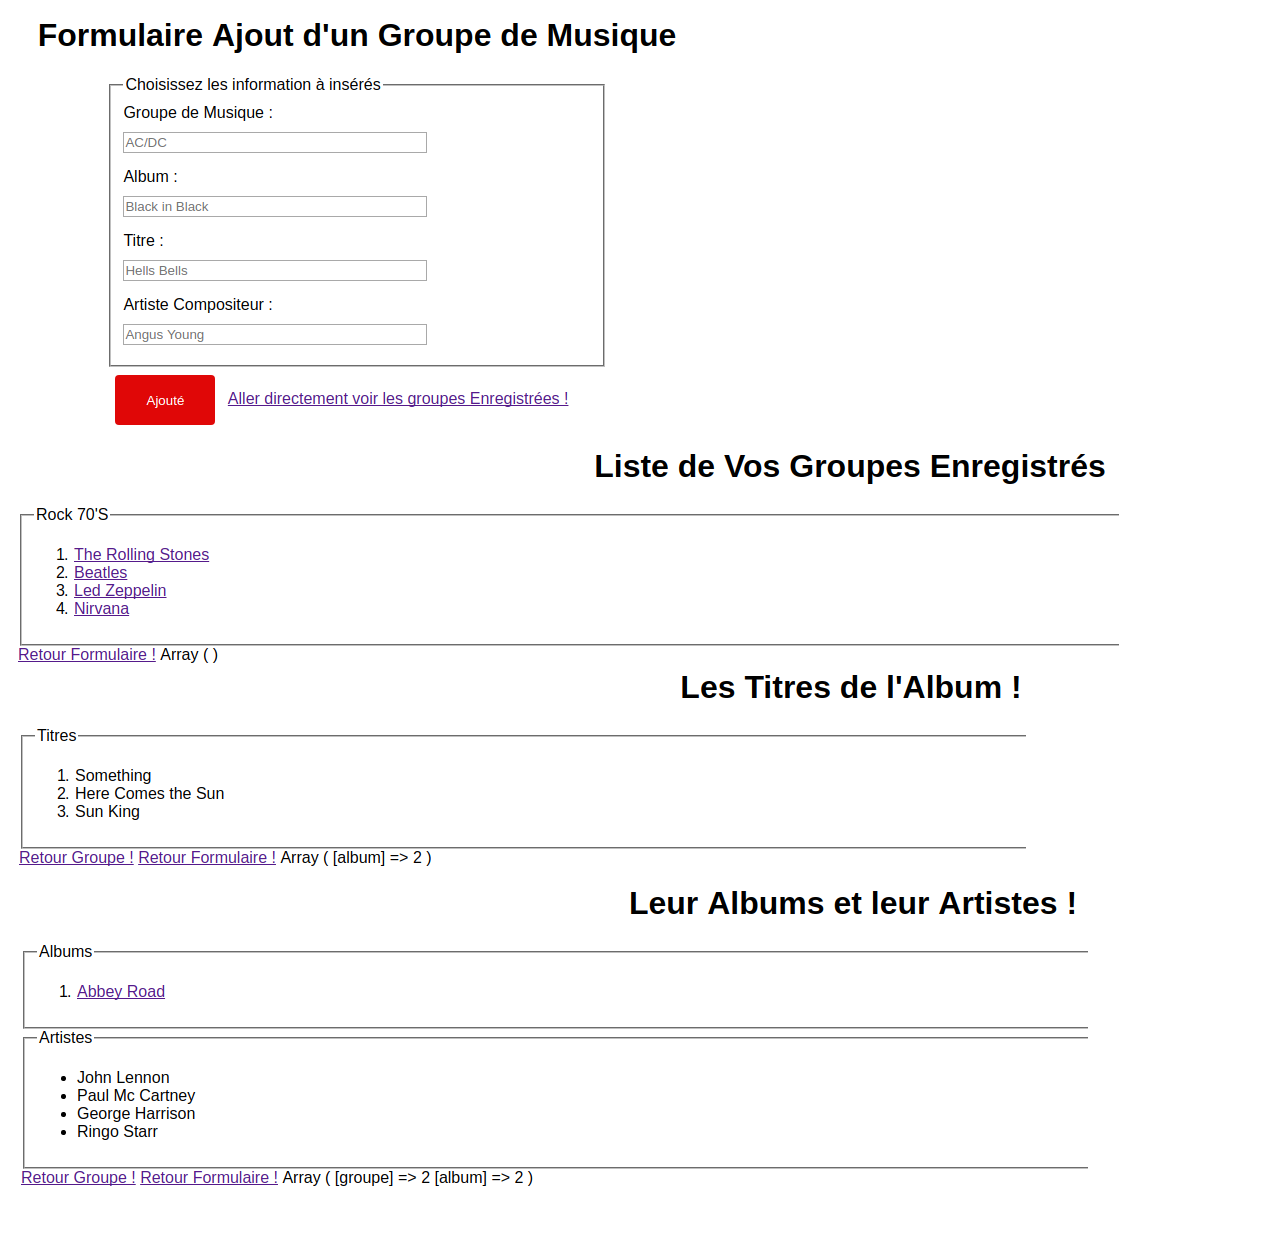 Formulaire Ajout d'un Groupe de Musique
Choisissez les information à insérés
Groupe de Musique :
AC/DC
Album :
Black in Black
Titre :
Hells Bells
Artiste Compositeur :
Angus Young
Ajouté Aller directement voir les groupes Enregistrées !
Liste de Vos Groupes Enregistrés
Rock 70'S
1. The Rolling Stones
2. Beatles
3. Led Zeppelin
4. Nirvana
Retour Formulaire ! Array ( )
Les Titres de l'Album !
Titres
1. Something
2. Here Comes the Sun
3. Sun King
Retour Groupe ! Retour Formulaire ! Array ( [album] => 2 )
Leur Albums et leur Artistes !
Albums
1. Abbey Road
Artistes
• John Lennon
• Paul Mc Cartney
• George Harrison
• Ringo Starr
Retour Groupe ! Retour Formulaire ! Array ( [groupe] => 2 [album] => 2 )